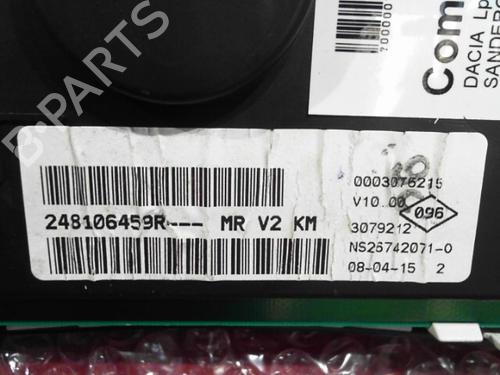 Com
DACIA Lp
SANDER
B-PARTS
0003076215
V10.00
096
248106459R--- MR V2 KM
3079212
NS26742071-0
08-04-15 2